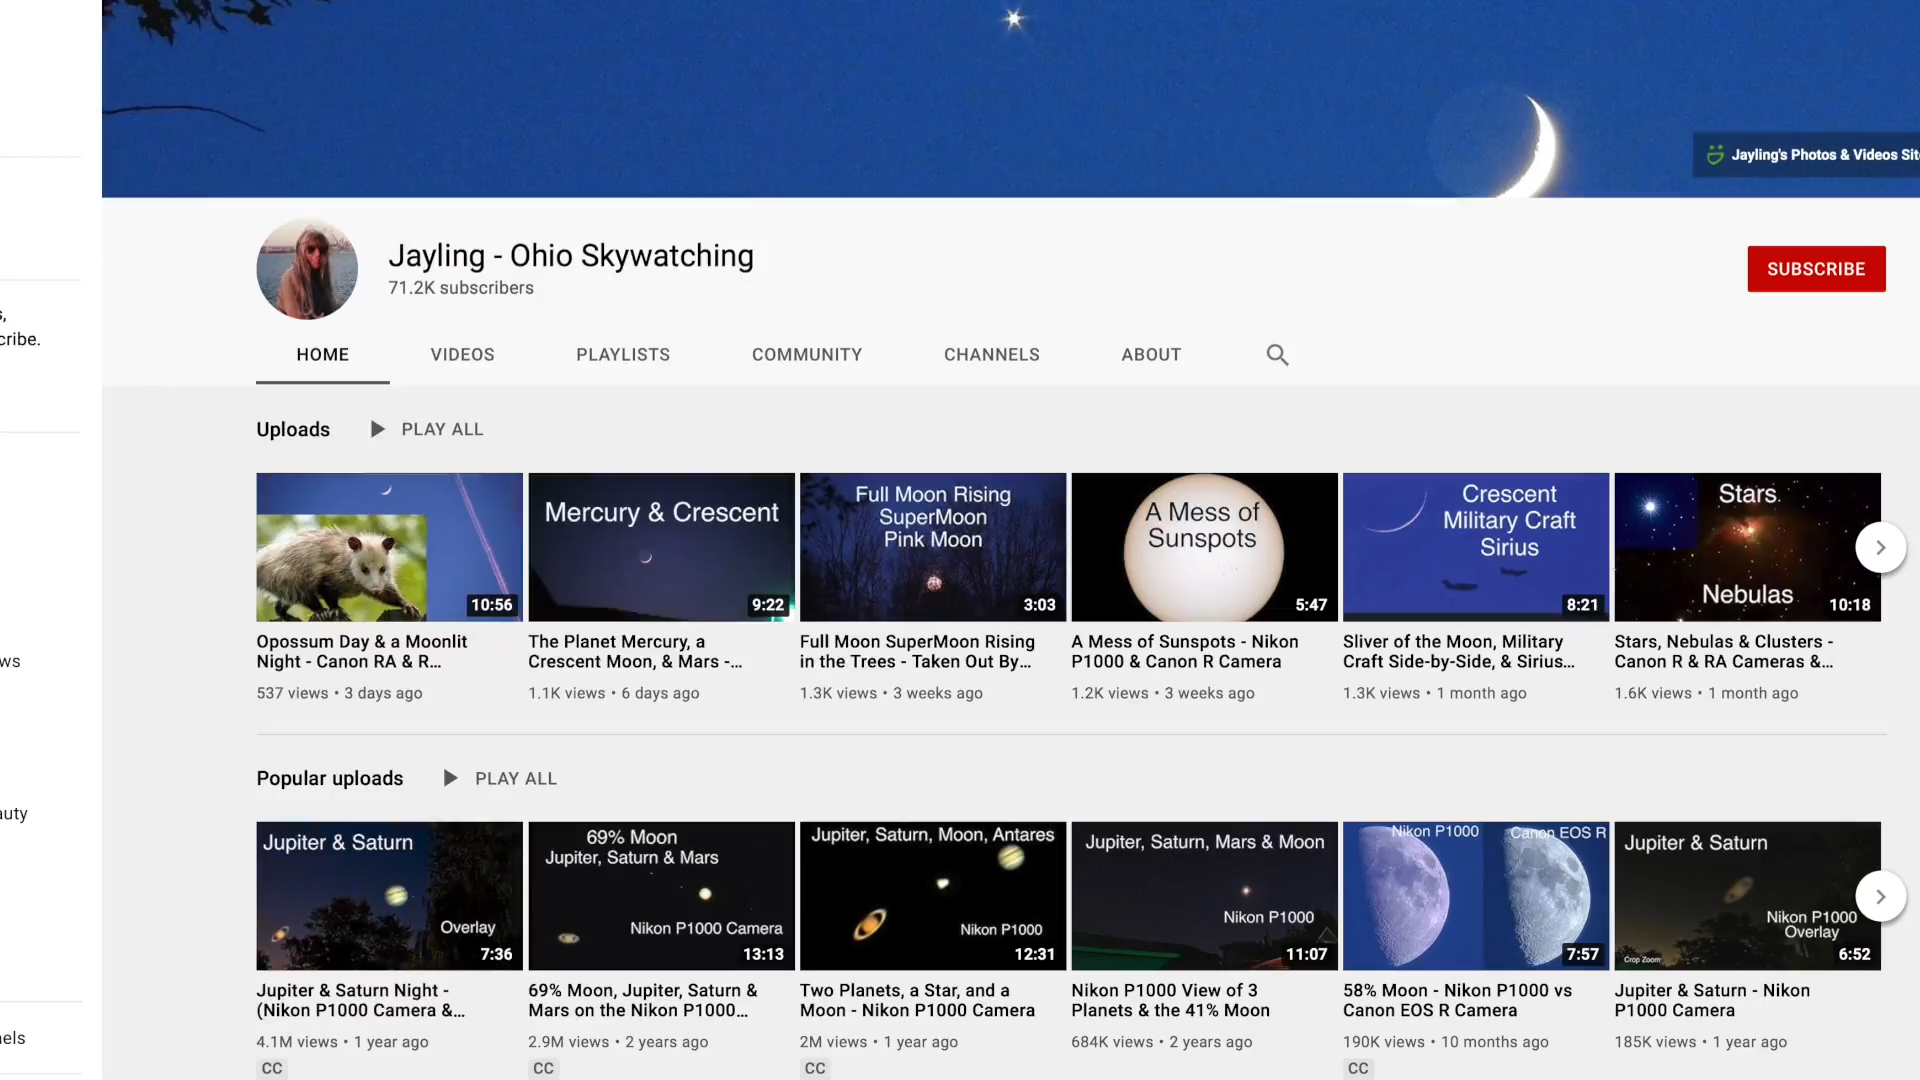 Jayling's Photos & Videos Sit
Jayling - Ohio Skywatching
71.2K subscribers
SUBSCRIBE
s,
cribe.
HOME
VIDEOS
PLAYLISTS
COMMUNITY
CHANNELS
ABOUT
Uploads
PLAY ALL
10:56
Mercury & Crescent
9:22
Full Moon Rising
SuperMoon
Pink Moon
3:03
A Mess of
Sunspots
5:47
Crescent
Military Craft
Sirius
8:21
Stars
Nebulas
10:18
Opossum Day & a Moonlit
Night - Canon RA & R...
537 views • 3 days ago
The Planet Mercury, a
Crescent Moon, & Mars -...
1.1K views • 6 days ago
Full Moon SuperMoon Rising
in the Trees - Taken Out By...
1.3K views • 3 weeks ago
A Mess of Sunspots - Nikon
P1000 & Canon R Camera
1.2K views • 3 weeks ago
Sliver of the Moon, Military
Craft Side-by-Side, & Sirius...
1.3K views • 1 month ago
Stars, Nebulas & Clusters -
Canon R & RA Cameras &...
1.6K views • 1 month ago
ws
Popular uploads
PLAY ALL
auty
Jupiter & Saturn
Overlay
7:36
69% Moon
Jupiter, Saturn & Mars
Nikon P1000 Camera
13:13
Jupiter, Saturn, Moon, Antares
Nikon P1000
12:31
Jupiter, Saturn, Mars & Moon
Nikon P1000
11:07
Nikon P1000
Canon EOS R
7:57
Jupiter & Saturn
Nikon P1000
Overlay
Crop Zoom
6:52
Jupiter & Saturn Night -
(Nikon P1000 Camera &...
4.1M views • 1 year ago
CC
69% Moon, Jupiter, Saturn &
Mars on the Nikon P1000...
2.9M views • 2 years ago
CC
Two Planets, a Star, and a
Moon - Nikon P1000 Camera
2M views • 1 year ago
CC
Nikon P1000 View of 3
Planets & the 41% Moon
684K views • 2 years ago
58% Moon - Nikon P1000 vs
Canon EOS R Camera
190K views • 10 months ago
CC
Jupiter & Saturn - Nikon
P1000 Camera
185K views • 1 year ago
nels